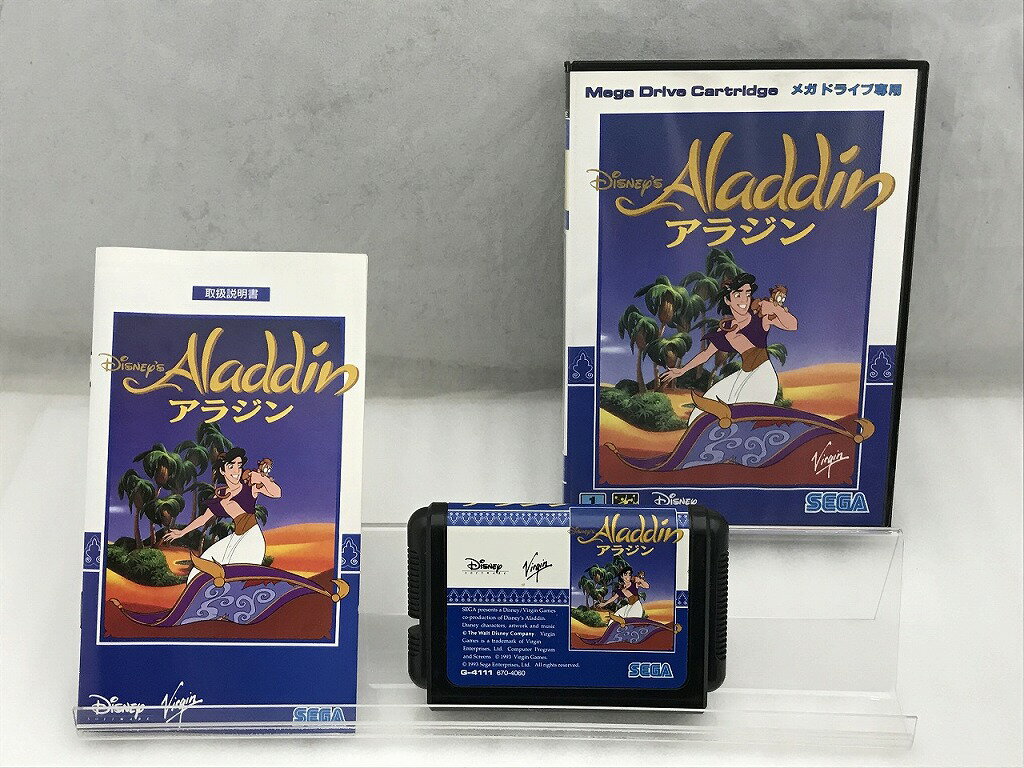 Mega Drive Cartridge メガドライブ専用
DISNEY'S Aladdin
アラジン
Virgin
1
DISNEY
SEGA
取扱説明書
DISNEY'S Aladdin
アラジン
DISNEY
SOFTWARE
Virgin
SEGA
DISNEY'S Aladdin
アラジン
DISNEY
SOFTWARE
Virgin
SEGA presents a Disney/Virgin Games
co-production of Disney's Aladdin.
Disney characters, artwork and music
© The Walt Disney Company. Virgin
Games is a trademark of Virgin
Enterprises, Ltd. Computer Program
and Screens © 1993 Virgin Games.
© 1993 Sega Enterprises, Ltd. All rights reserved.
G-4111 670-4060
SEGA